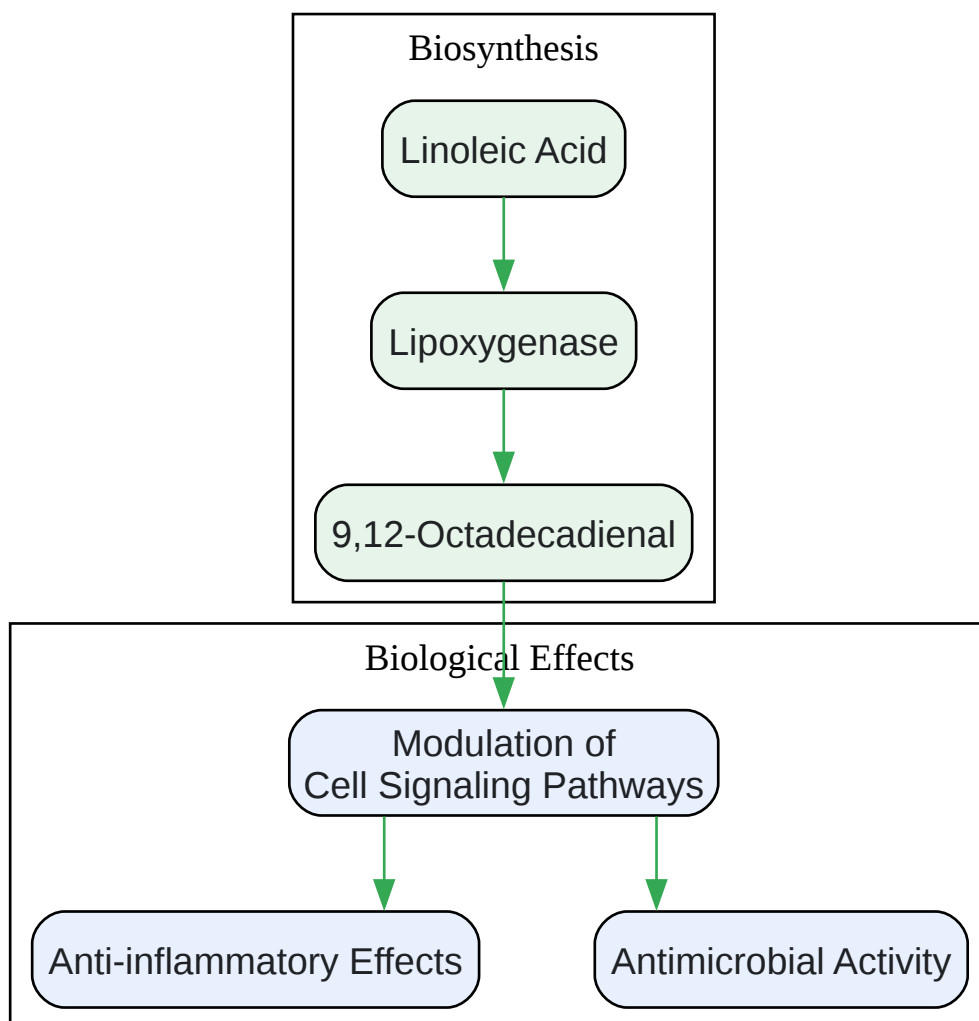 Biosynthesis
Linoleic Acid
Lipoxygenase
9,12-Octadecadienal
Biological Effects
Modulation of
Cell Signaling Pathways
Anti-inflammatory Effects
Antimicrobial Activity